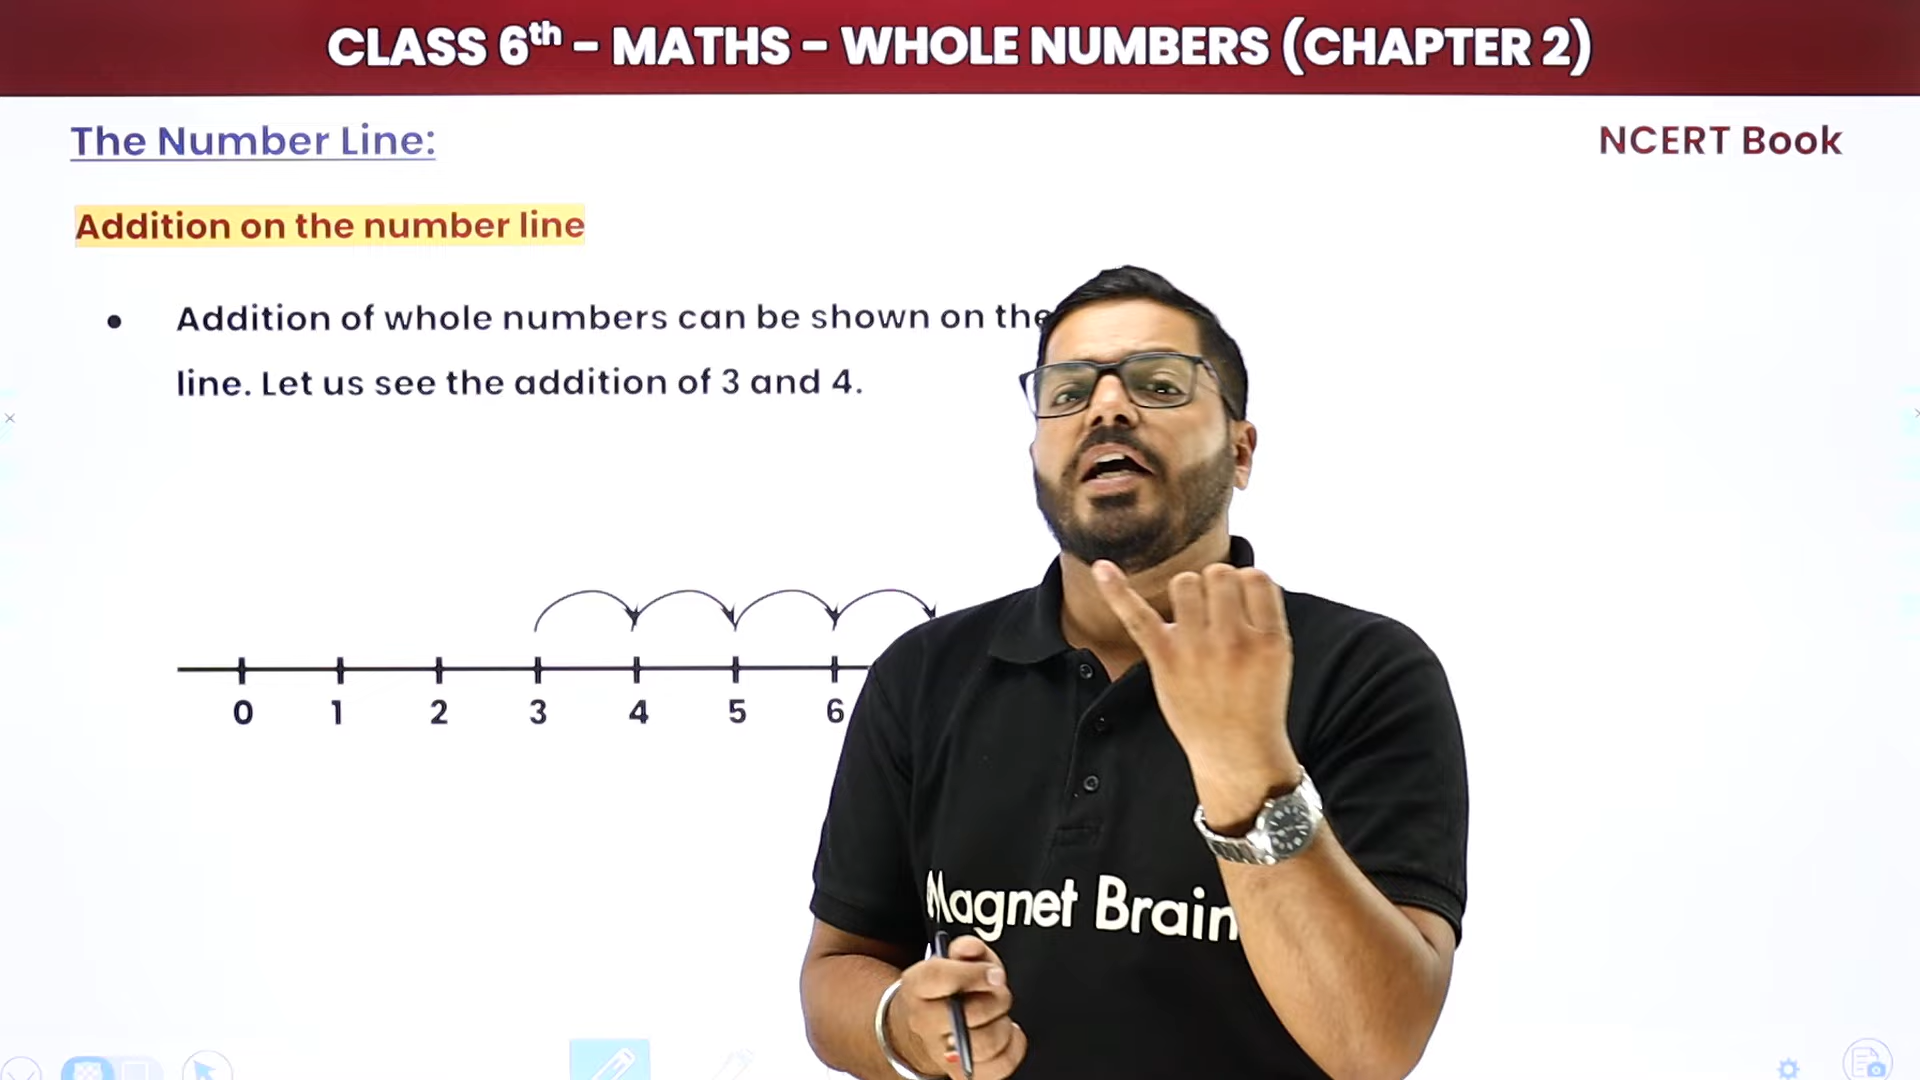 CLASS 6th - MATHS - WHOLE NUMBERS (CHAPTER 2)
The Number Line:
NCERT Book
Addition on the number line
● Addition of whole numbers can be shown on the
line. Let us see the addition of 3 and 4.
0 1 2 3 4 5 6
Magnet Brain